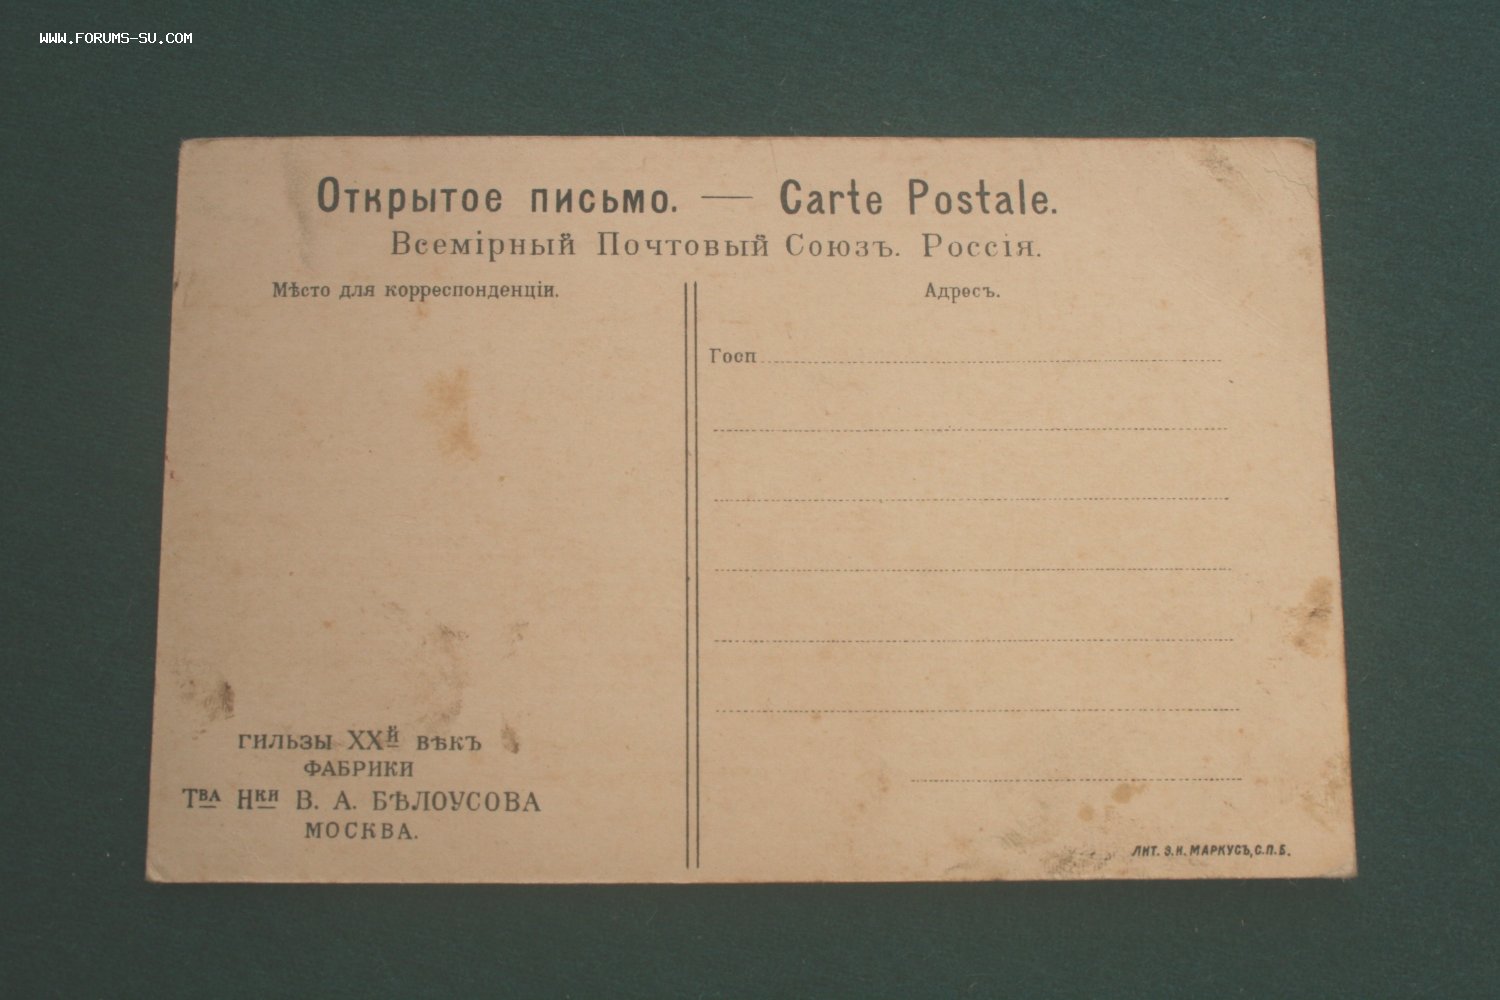 WWW.FORUMS-SU.COM
Открытое письмо. — Carte Postale.
Всемірный Почтовый Союзъ. Россія.
Мѣсто для корреспонденціи.
Адресъ.
Госп
ГИЛЬЗЫ XXй ВѢКЪ
ФАБРИКИ
Тва Нки В. А. БѢЛОУСОВА
МОСКВА.
ЛИТ. Э.И. МАРКУСЪ, С.П.Б.